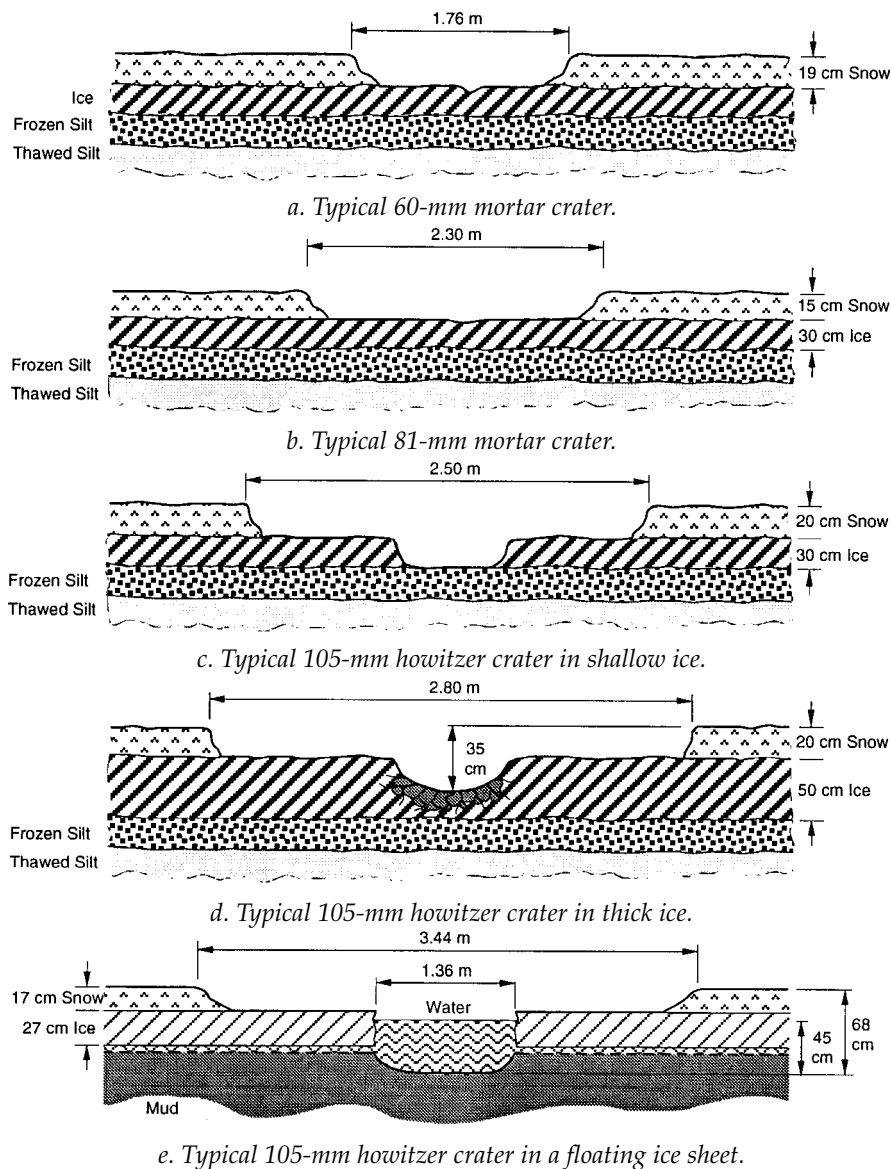 1.76 m
19 cm Snow
Ice
Frozen Silt
Thawed Silt
a. Typical 60-mm mortar crater.
2.30 m
15 cm Snow
30 cm Ice
Frozen Silt
Thawed Silt
b. Typical 81-mm mortar crater.
2.50 m
20 cm Snow
30 cm Ice
Frozen Silt
Thawed Silt
c. Typical 105-mm howitzer crater in shallow ice.
2.80 m
35
cm
20 cm Snow
50 cm Ice
Frozen Silt
Thawed Silt
d. Typical 105-mm howitzer crater in thick ice.
3.44 m
1.36 m
17 cm Snow
Water
27 cm Ice
45
cm
68
cm
Mud
e. Typical 105-mm howitzer crater in a floating ice sheet.